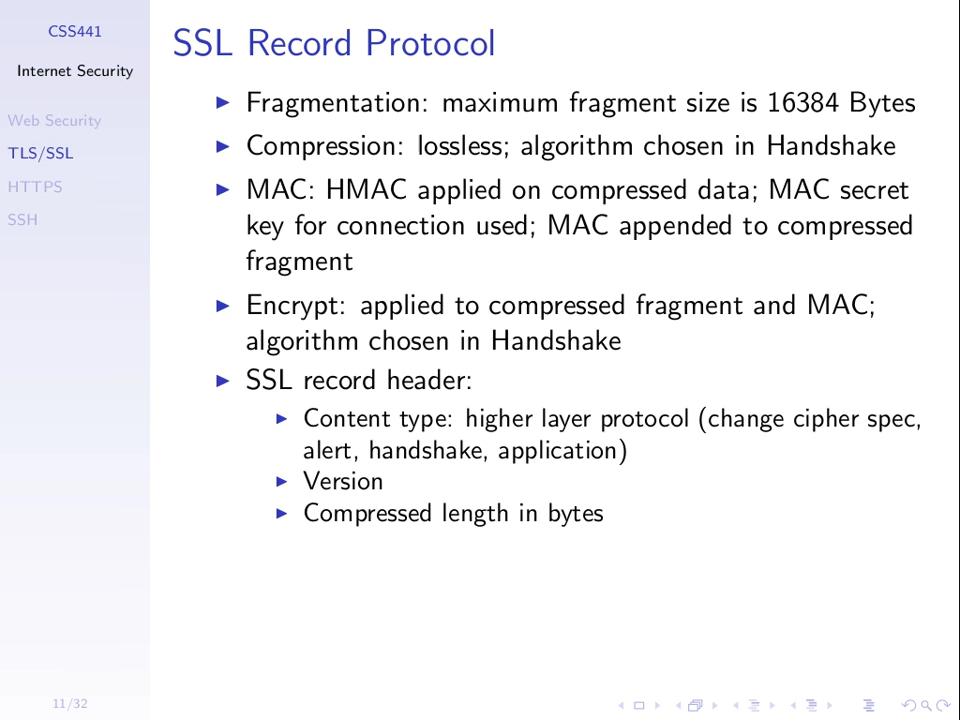 CSS441
Internet Security
Web Security
TLS/SSL
HTTPS
SSH
SSL Record Protocol
Fragmentation: maximum fragment size is 16384 Bytes
Compression: lossless; algorithm chosen in Handshake
MAC: HMAC applied on compressed data; MAC secret
key for connection used; MAC appended to compressed
fragment
Encrypt: applied to compressed fragment and MAC;
algorithm chosen in Handshake
SSL record header:
Content type: higher layer protocol (change cipher spec,
alert, handshake, application)
Version
Compressed length in bytes
11/32